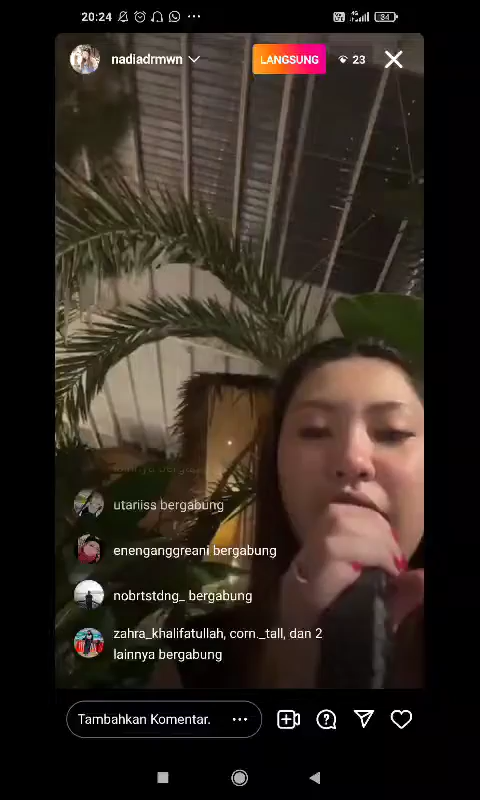 20:24
4G
84
nadiadrmwn
LANGSUNG
23
utariiss bergabung
enenganggreani bergabung
nobrtstdng_ bergabung
zahra_khalifatullah, corn._tall, dan 2
lainnya bergabung
Tambahkan Komentar.